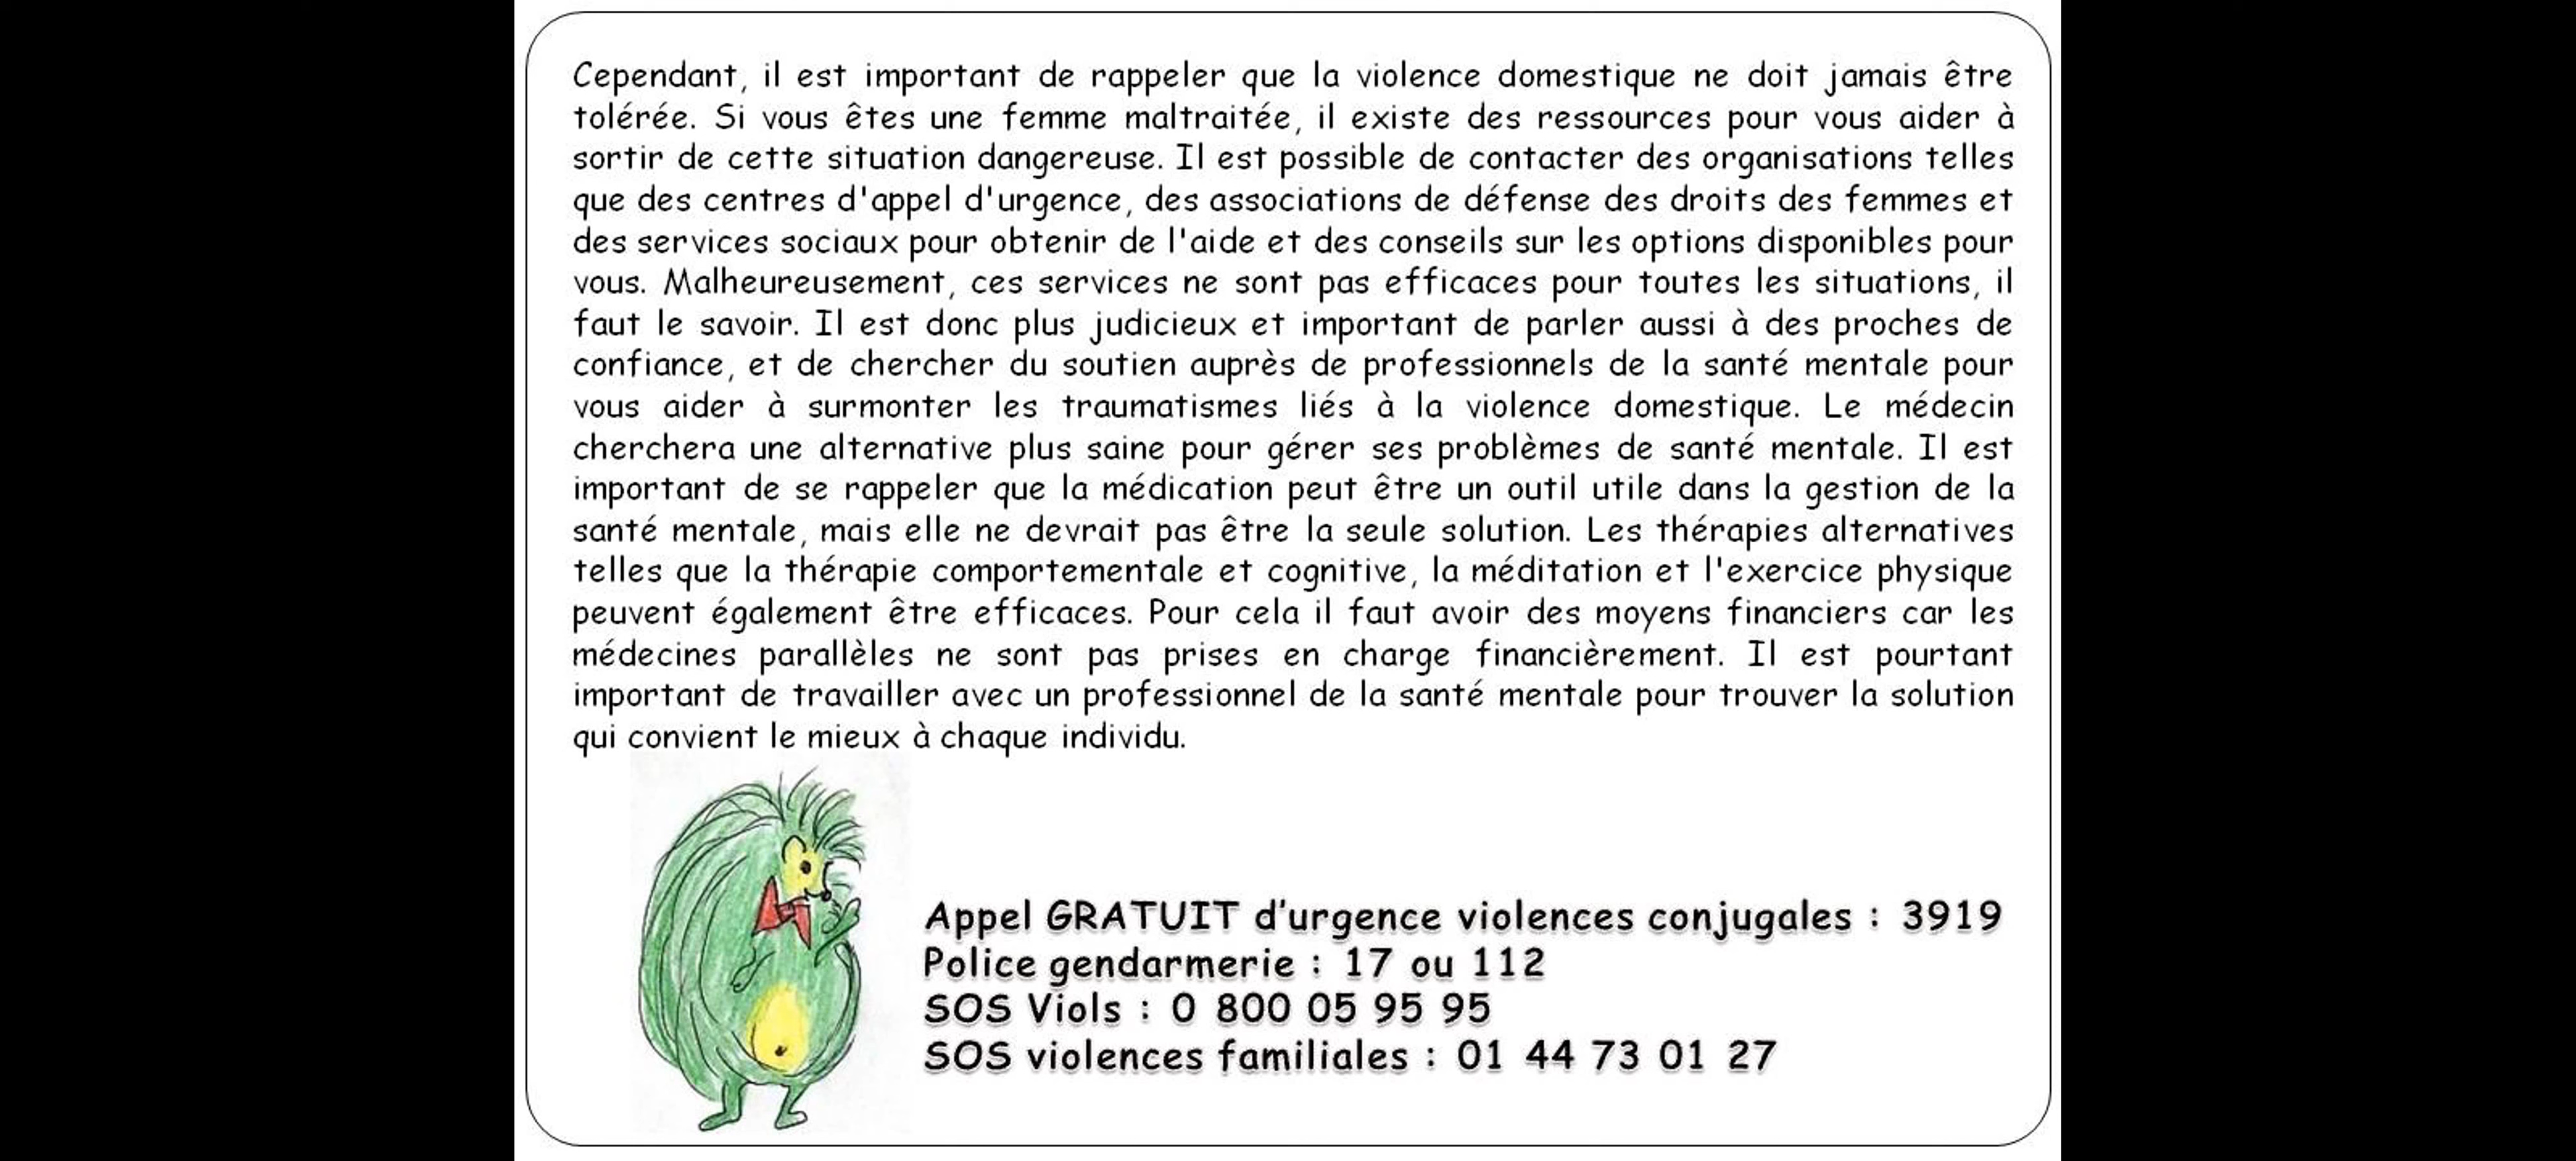 Cependant, il est important de rappeler que la violence domestique ne doit jamais être
tolérée. Si vous êtes une femme maltraitée, il existe des ressources pour vous aider à
sortir de cette situation dangereuse. Il est possible de contacter des organisations telles
que des centres d'appel d'urgence, des associations de défense des droits des femmes et
des services sociaux pour obtenir de l'aide et des conseils sur les options disponibles pour
vous. Malheureusement, ces services ne sont pas efficaces pour toutes les situations, il
faut le savoir. Il est donc plus judicieux et important de parler aussi à des proches de
confiance, et de chercher du soutien auprès de professionnels de la santé mentale pour
vous aider à surmonter les traumatismes liés à la violence domestique. Le médecin
cherchera une alternative plus saine pour gérer ses problèmes de santé mentale. Il est
important de se rappeler que la médication peut être un outil utile dans la gestion de la
santé mentale, mais elle ne devrait pas être la seule solution. Les thérapies alternatives
telles que la thérapie comportementale et cognitive, la méditation et l'exercice physique
peuvent également être efficaces. Pour cela il faut avoir des moyens financiers car les
médecines parallèles ne sont pas prises en charge financièrement. Il est pourtant
important de travailler avec un professionnel de la santé mentale pour trouver la solution
qui convient le mieux à chaque individu.
Appel GRATUIT d'urgence violences conjugales : 3919
Police gendarmerie : 17 ou 112
SOS Viols : 0 800 05 95 95
SOS violences familiales : 01 44 73 01 27